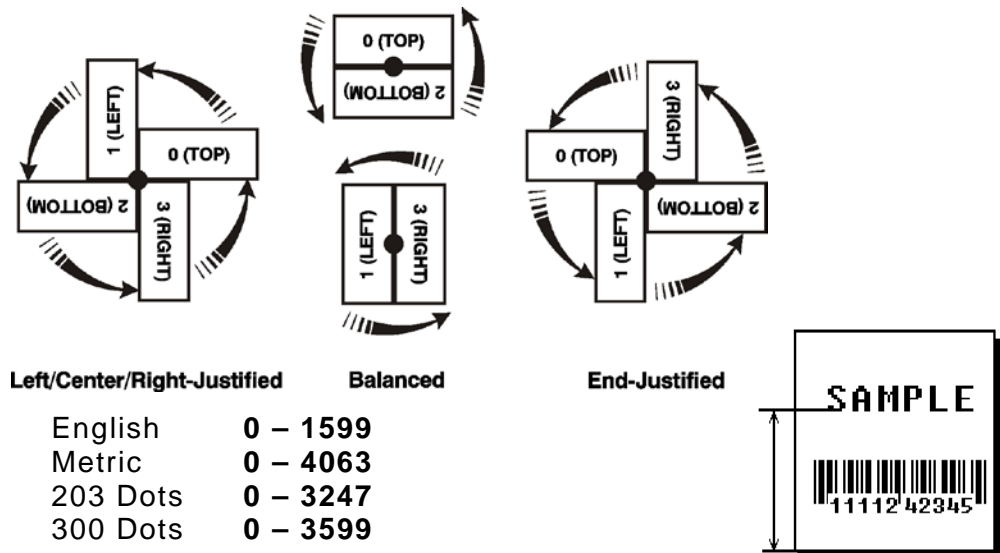 0 (TOP)
1 (LEFT)
2 (BOTTOM)
3 (RIGHT)
0 (TOP)
2 (BOTTOM)
1 (LEFT)
3 (RIGHT)
0 (TOP)
3 (RIGHT)
1 (LEFT)
2 (BOTTOM)
Left/Center/Right-Justified
Balanced
End-Justified
English 0 – 1599
Metric 0 – 4063
203 Dots 0 – 3247
300 Dots 0 – 3599
SAMPLE
11112 42345